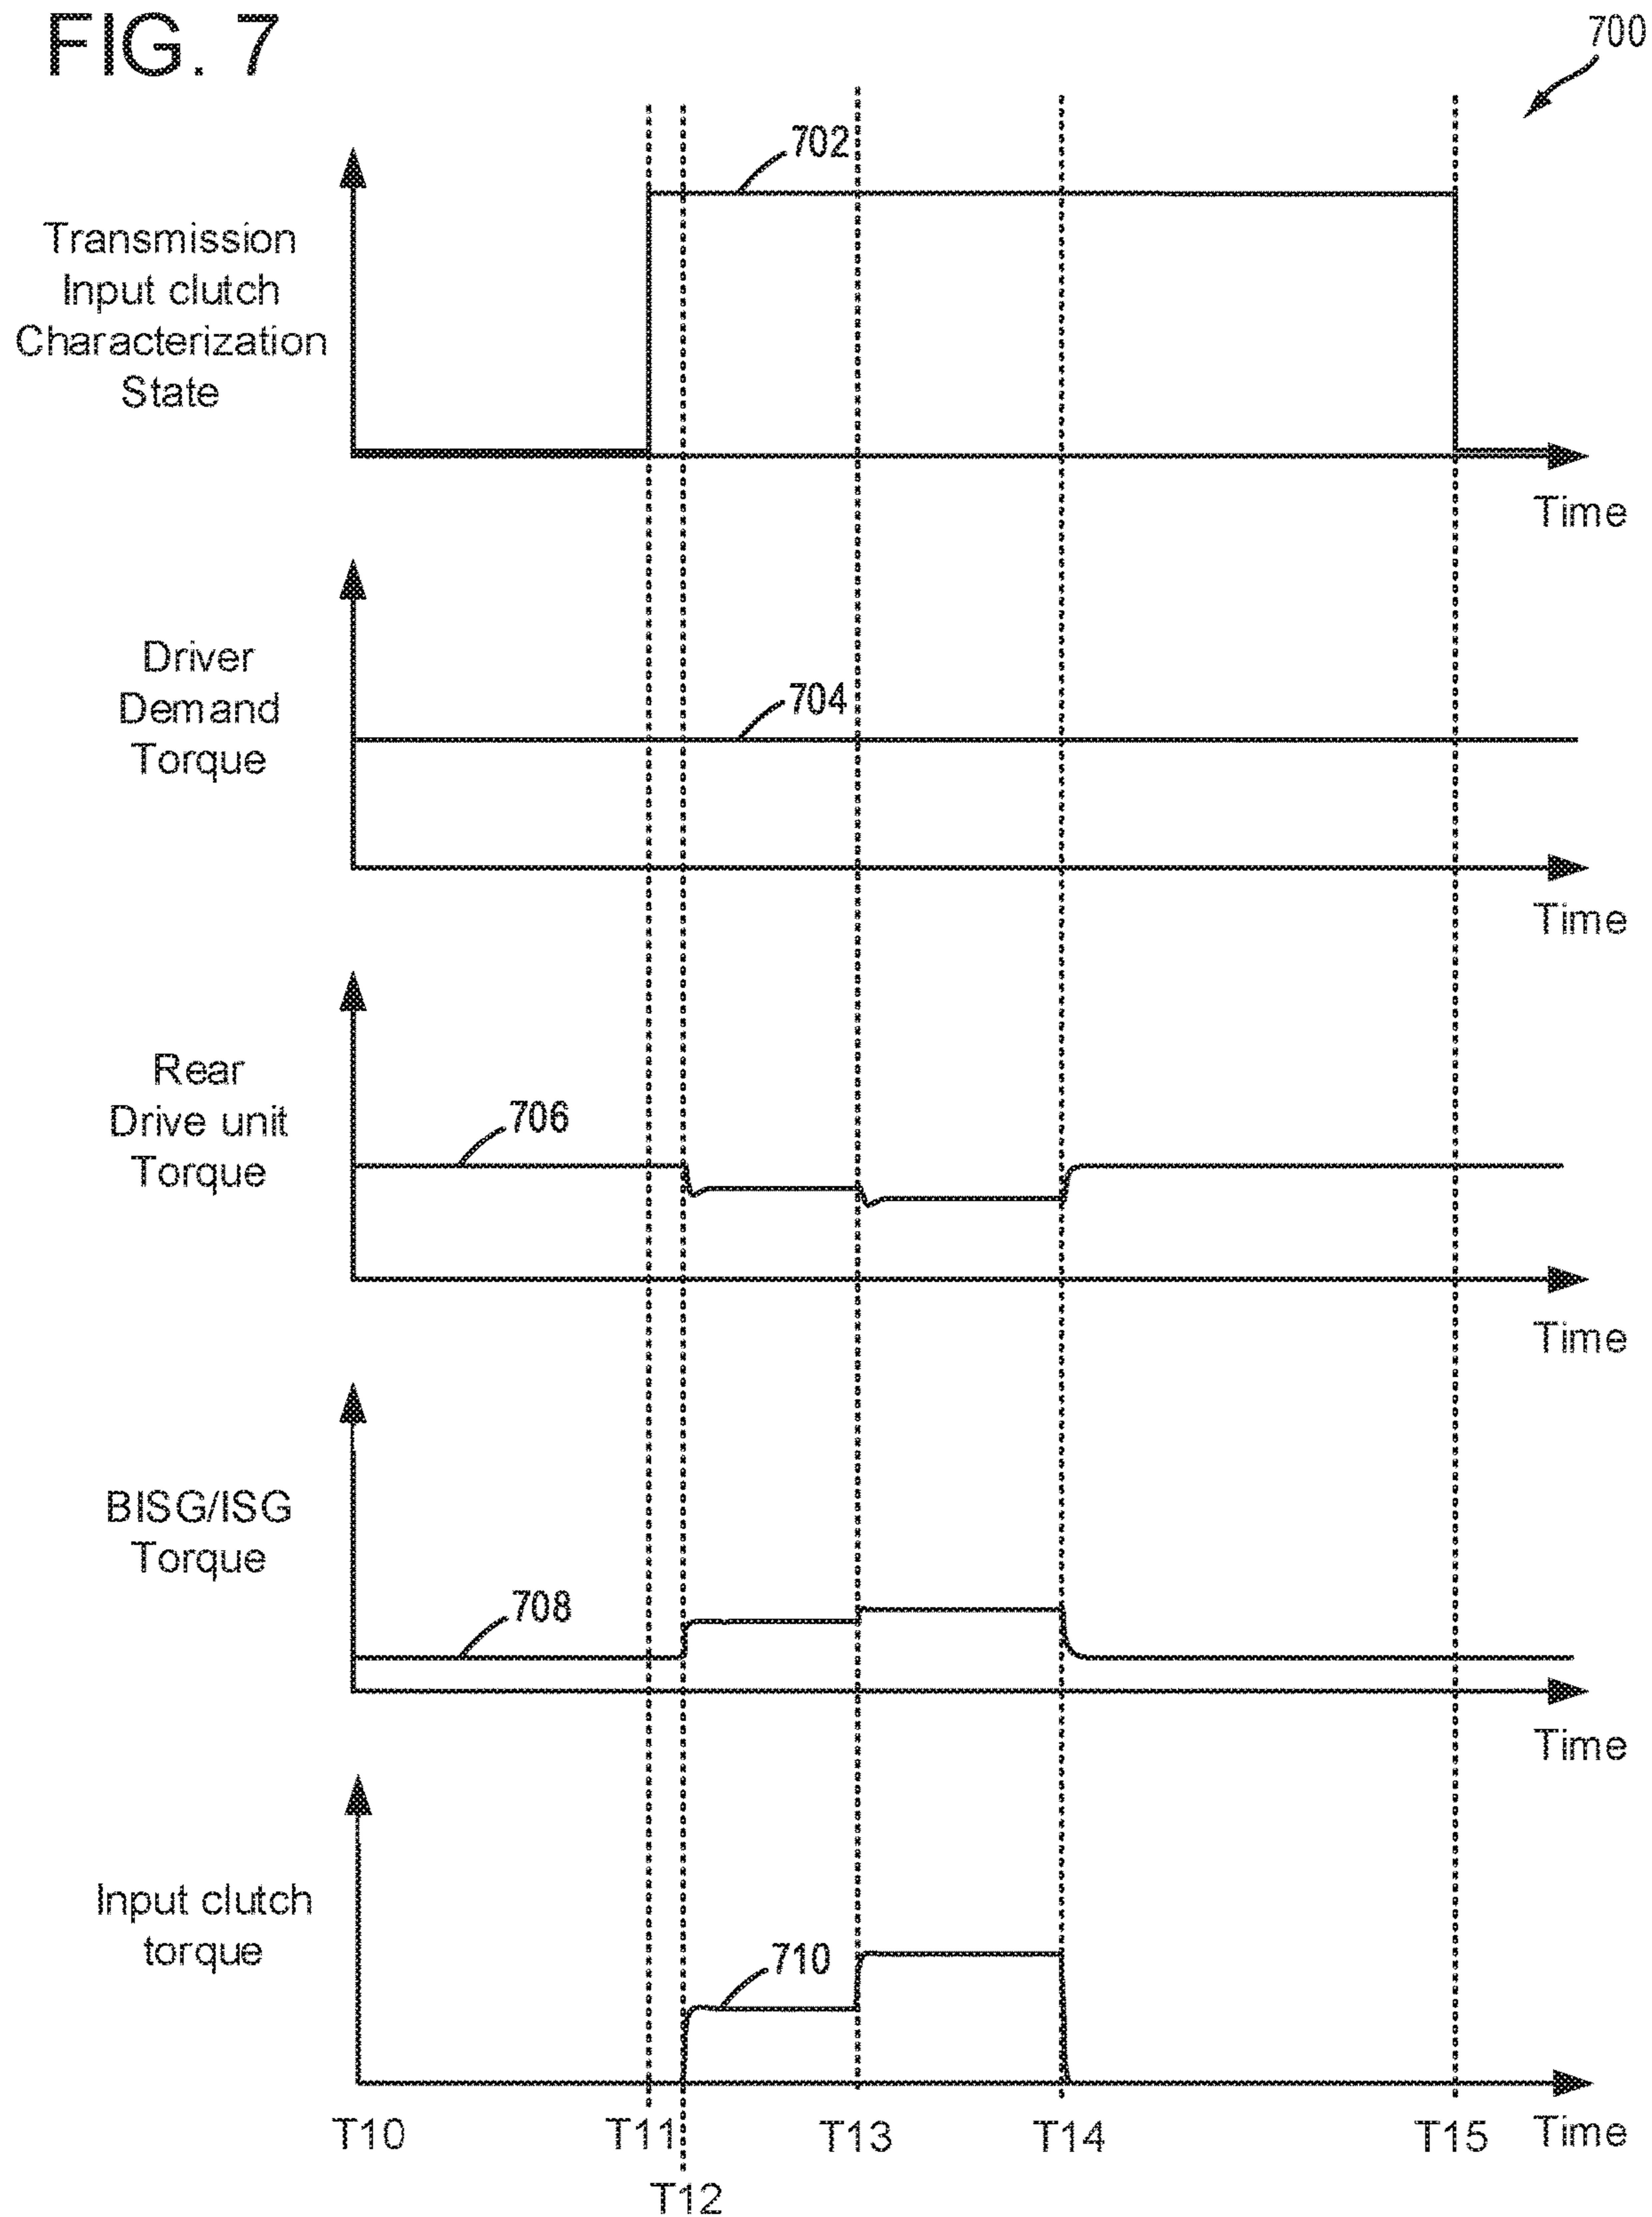 FIG. 7
700
702
Transmission
Input clutch
Characterization
State
Time
704
Driver
Demand
Torque
Time
706
Rear
Drive unit
Torque
Time
708
BISG/ISG
Torque
Time
710
Input clutch
torque
T10 T11 T13 T14 T15 Time
T12